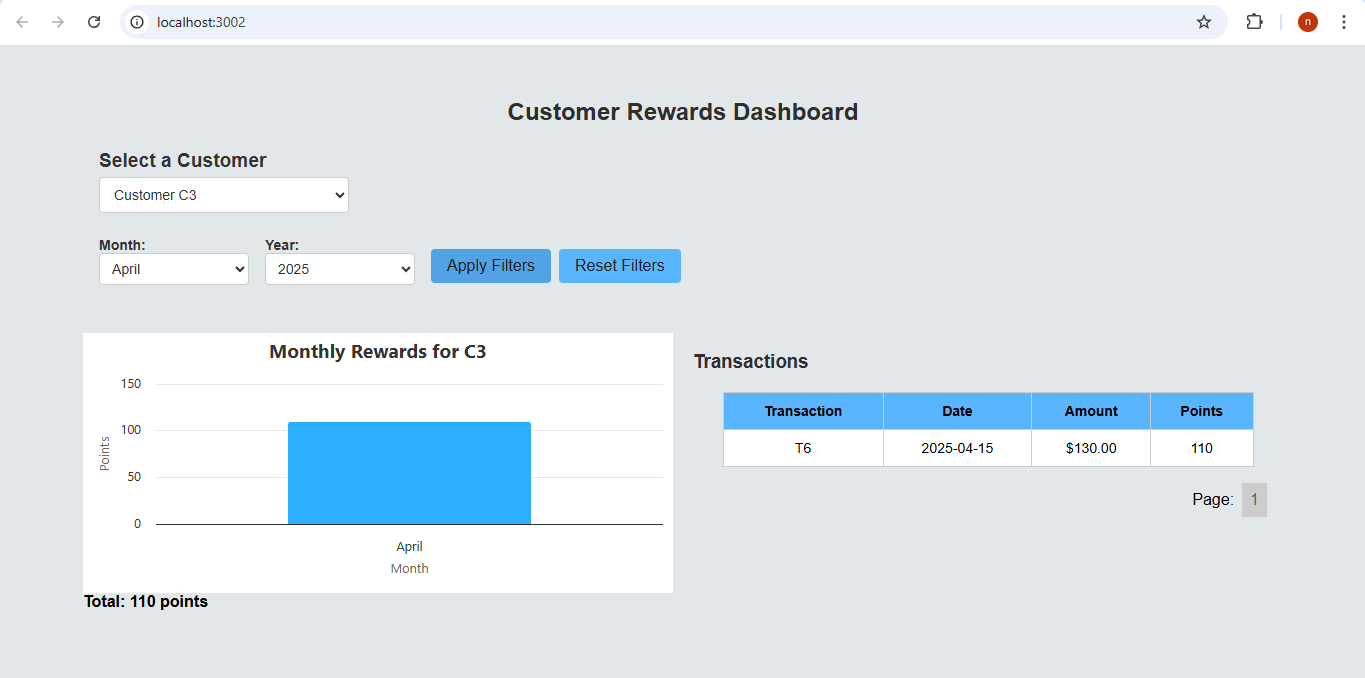 localhost:3002
n
Customer Rewards Dashboard
Select a Customer
Customer C3
Month: Year:
April 2025 Apply Filters Reset Filters
Monthly Rewards for C3
150
100
50
0
Points
April
Month
Total: 110 points
Transactions
Transaction Date Amount Points
T6 2025-04-15 $130.00 110
Page: 1